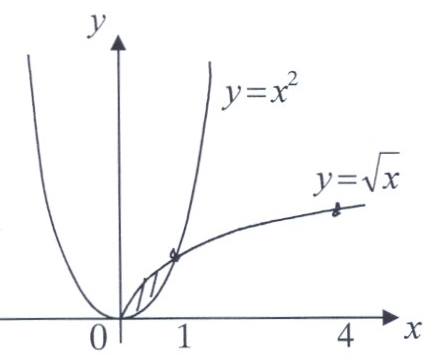 y
y=x²
y=√x
0 1 4 x